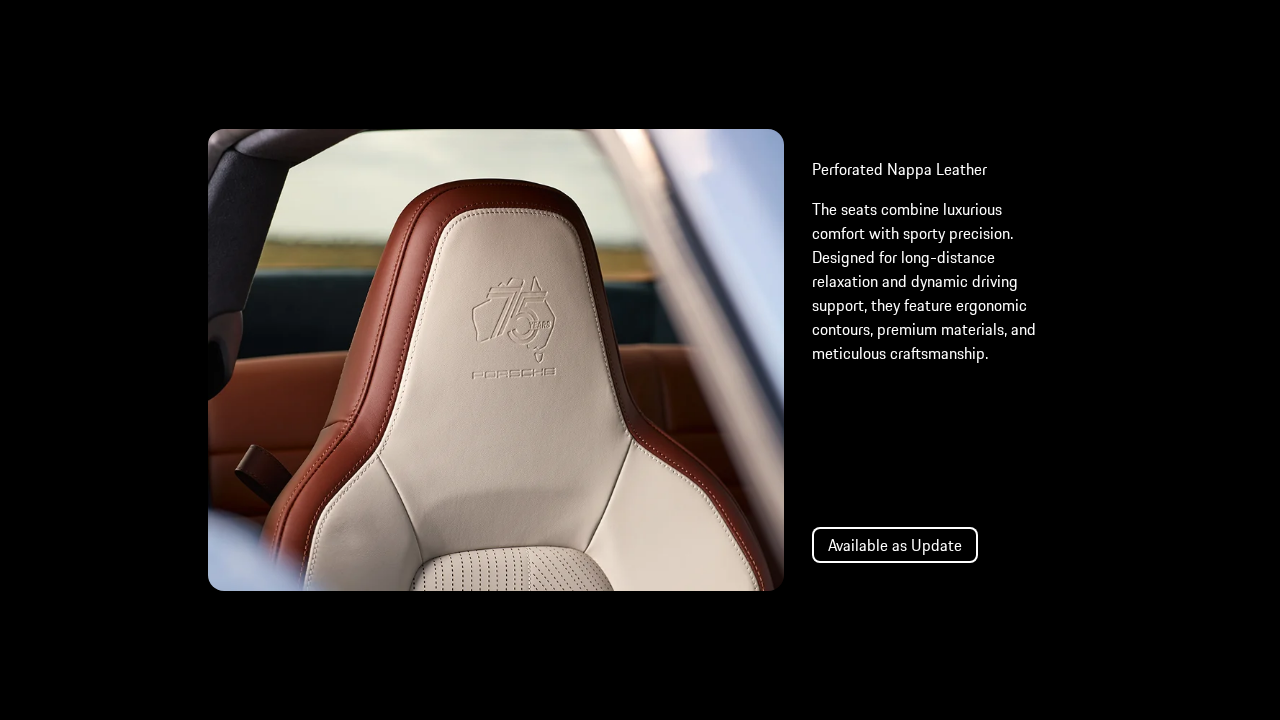 75
YEARS
PORSCHE
Perforated Nappa Leather
The seats combine luxurious
comfort with sporty precision.
Designed for long-distance
relaxation and dynamic driving
support, they feature ergonomic
contours, premium materials, and
meticulous craftsmanship.
Available as Update